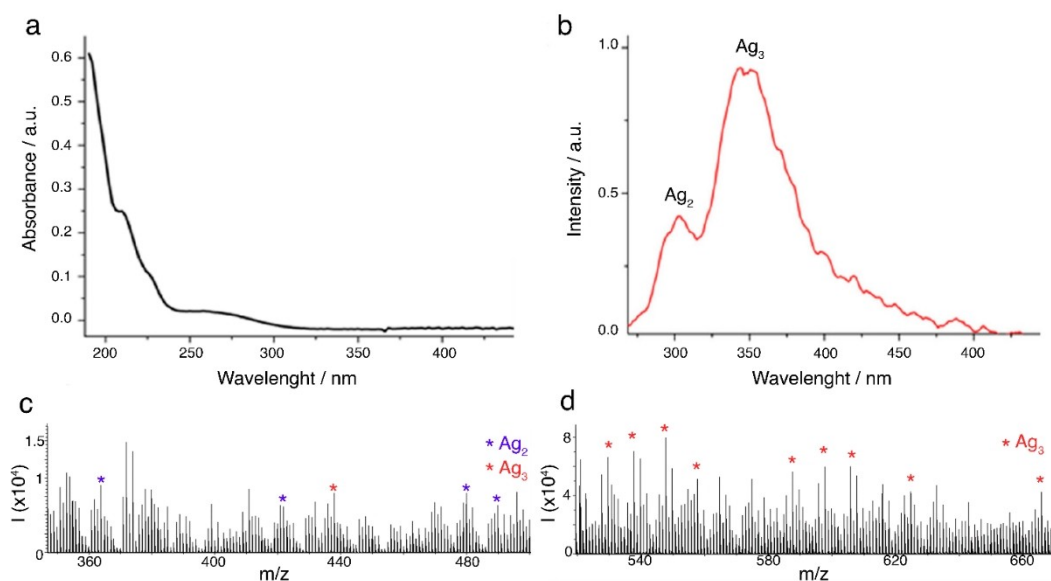 a
Absorbance / a.u.
0.6
0.5
0.4
0.3
0.2
0.1
0.0
200 250 300 350 400
Wavelenght / nm
b
Intensity / a.u.
1.0
0.5
0.0
Ag2
Ag3
300 350 400 450 400
Wavelenght / nm
c
I (x10⁴)
1.5
1
0
* Ag2
* Ag3
360 400 440 480
m/z
d
I (x10⁴)
8
4
0
* Ag3
540 580 620 660
m/z